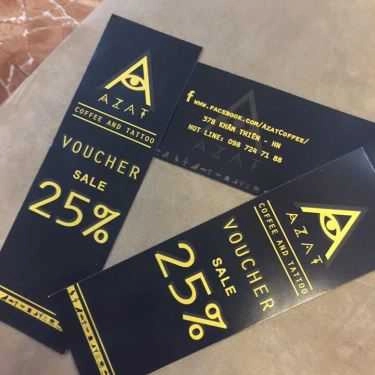 AZAT
COFFEE AND TATTOO
VOUCHER
SALE
25%
f www.facebook.com/AzatCoffee/
378 KHÂM THIÊN - HN
HOT LINE: 098 724 71 88
AZAT
AZAT
COFFEE AND TATTOO
VOUCHER
SALE
25%